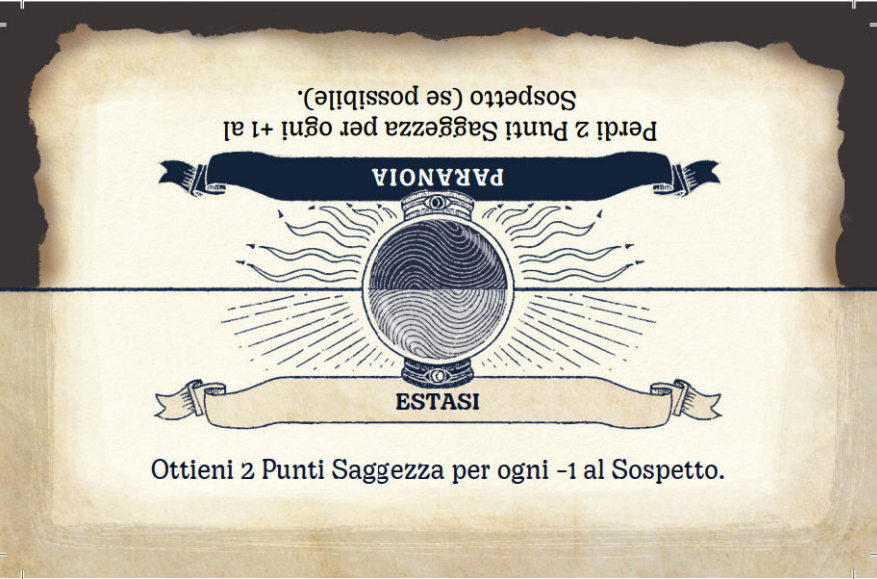 Perdi 2 Punti Saggezza per ogni +1 al
Sospetto (se possibile).
PARANOIA
ESTASI
Ottieni 2 Punti Saggezza per ogni -1 al Sospetto.